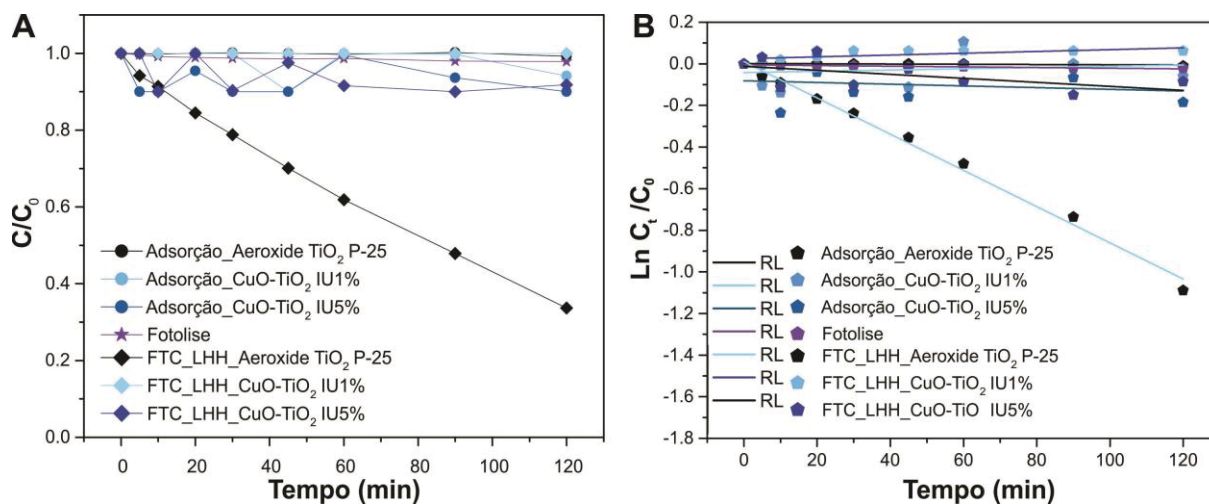 A
C/C0
1.0
0.8
0.6
0.4
0.2
0.0
Adsorção_Aeroxide TiO2 P-25
Adsorção_CuO-TiO2 IU1%
Adsorção_CuO-TiO2 IU5%
Fotolise
FTC_LHH_Aeroxide TiO2 P-25
FTC_LHH_CuO-TiO2 IU1%
FTC_LHH_CuO-TiO2 IU5%
0 20 40 60 80 100 120
Tempo (min)
B
Ln Ct /C0
0.2
0.0
-0.2
-0.4
-0.6
-0.8
-1.0
-1.2
-1.4
-1.6
-1.8
RL Adsorção_Aeroxide TiO2 P-25
RL Adsorção_CuO-TiO2 IU1%
RL Adsorção_CuO-TiO2 IU5%
RL Fotolise
RL FTC_LHH_Aeroxide TiO2 P-25
RL FTC_LHH_CuO-TiO2 IU1%
RL FTC_LHH_CuO-TiO IU5%
0 20 40 60 80 100 120
Tempo (min)